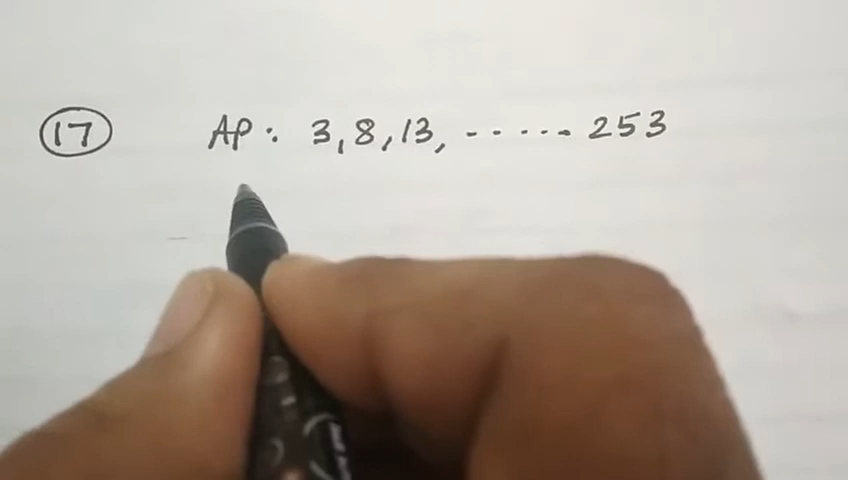 17 AP: 3, 8, 13, ...... 253